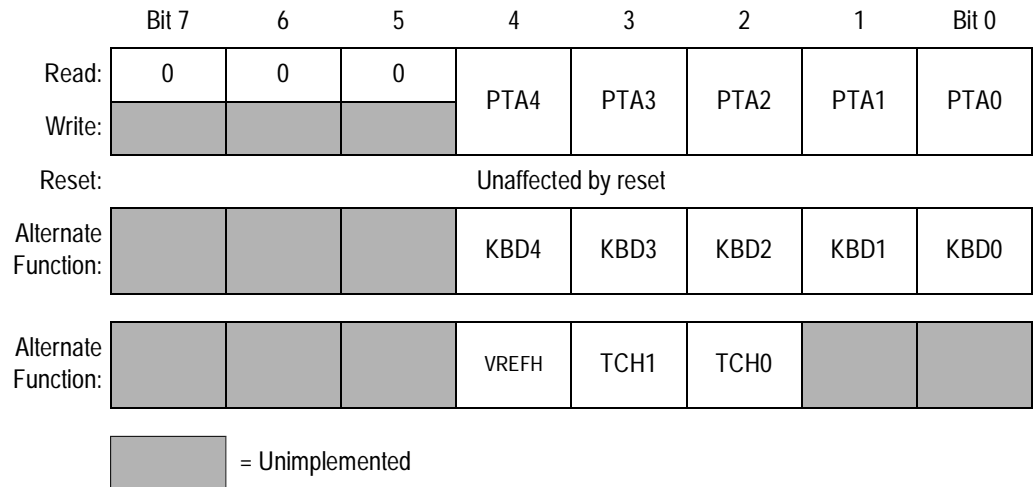 Bit 7 6 5 4 3 2 1 Bit 0
Read: 0 0 0 PTA4 PTA3 PTA2 PTA1 PTA0
Write:
Reset: Unaffected by reset
Alternate Function: KBD4 KBD3 KBD2 KBD1 KBD0
Alternate Function: VREFH TCH1 TCH0
= Unimplemented